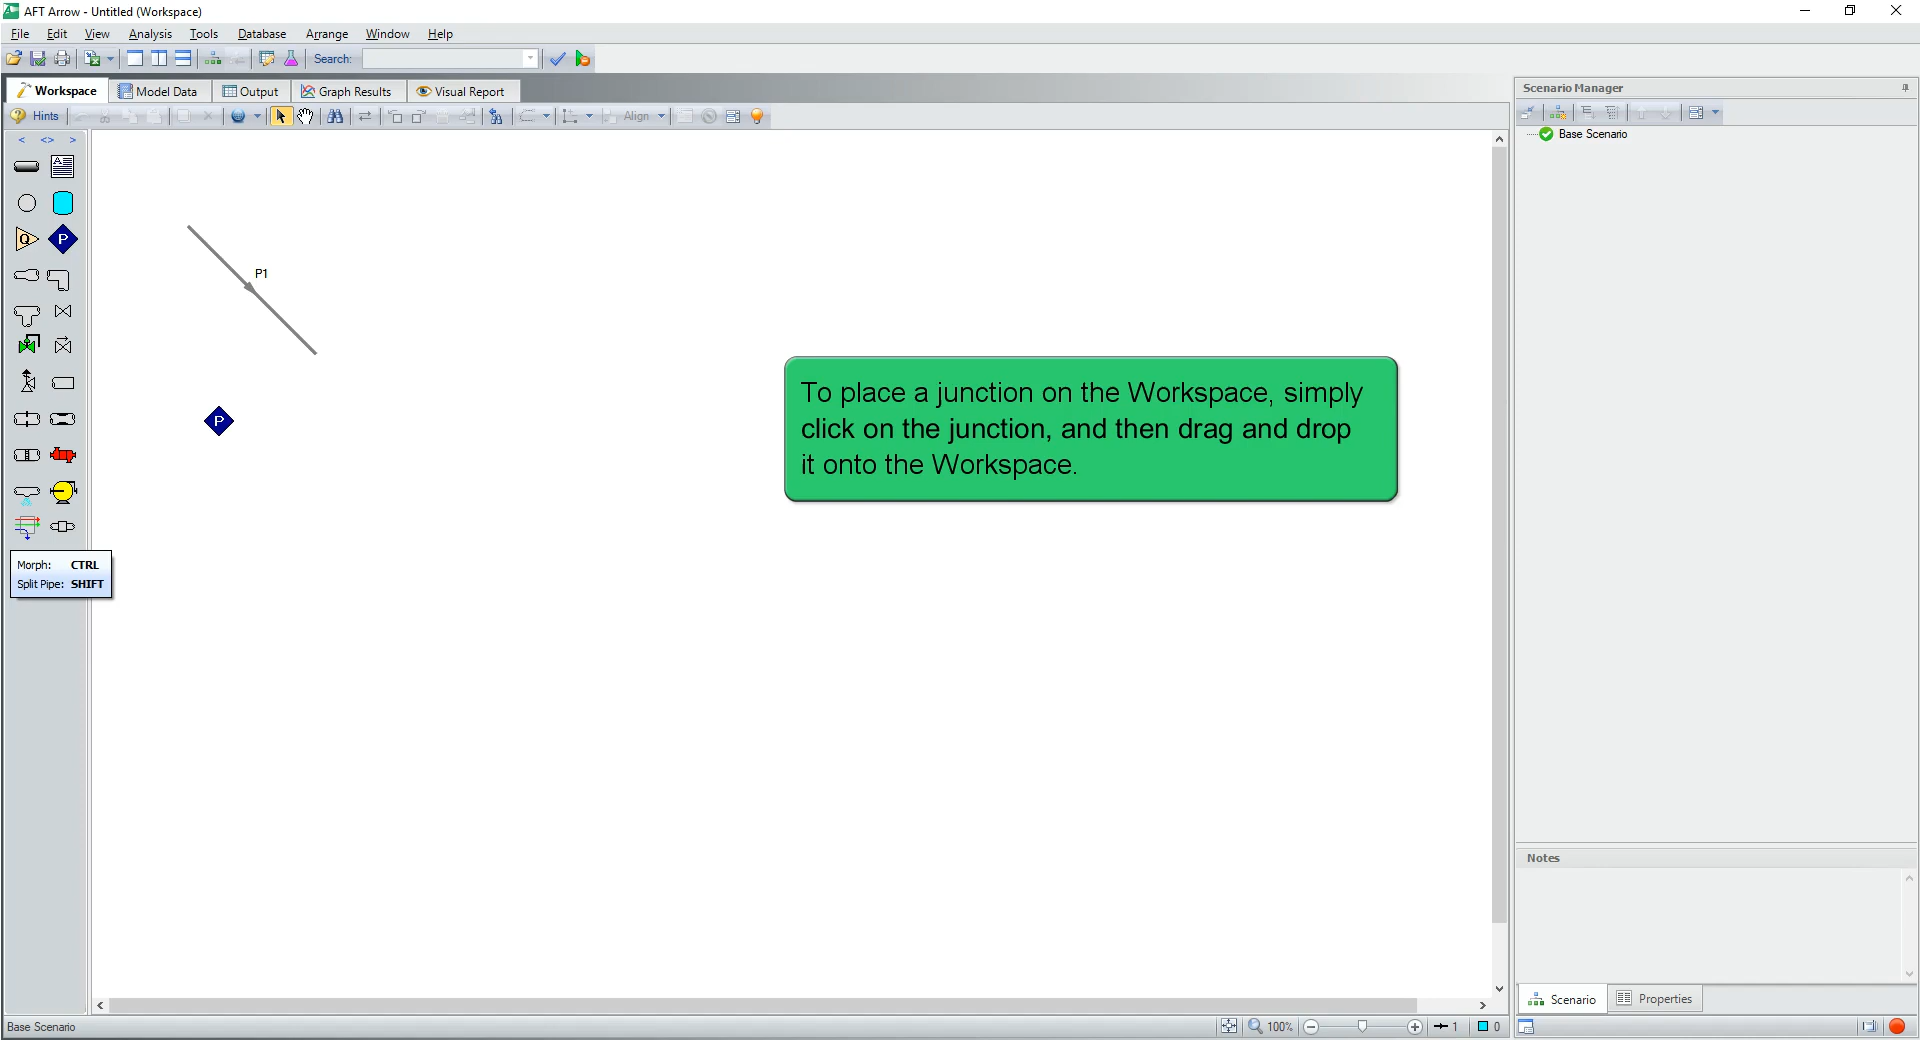 AFT Arrow - Untitled (Workspace)
File Edit View Analysis Tools Database Arrange Window Help
Search:
Workspace Model Data Output Graph Results Visual Report
Hints Align
Scenario Manager
Base Scenario
< <> >
A
Q P
P1
P
To place a junction on the Workspace, simply
click on the junction, and then drag and drop
it onto the Workspace.
Morph: CTRL
Split Pipe: SHIFT
Notes
Scenario Properties
Base Scenario 100% 1 0